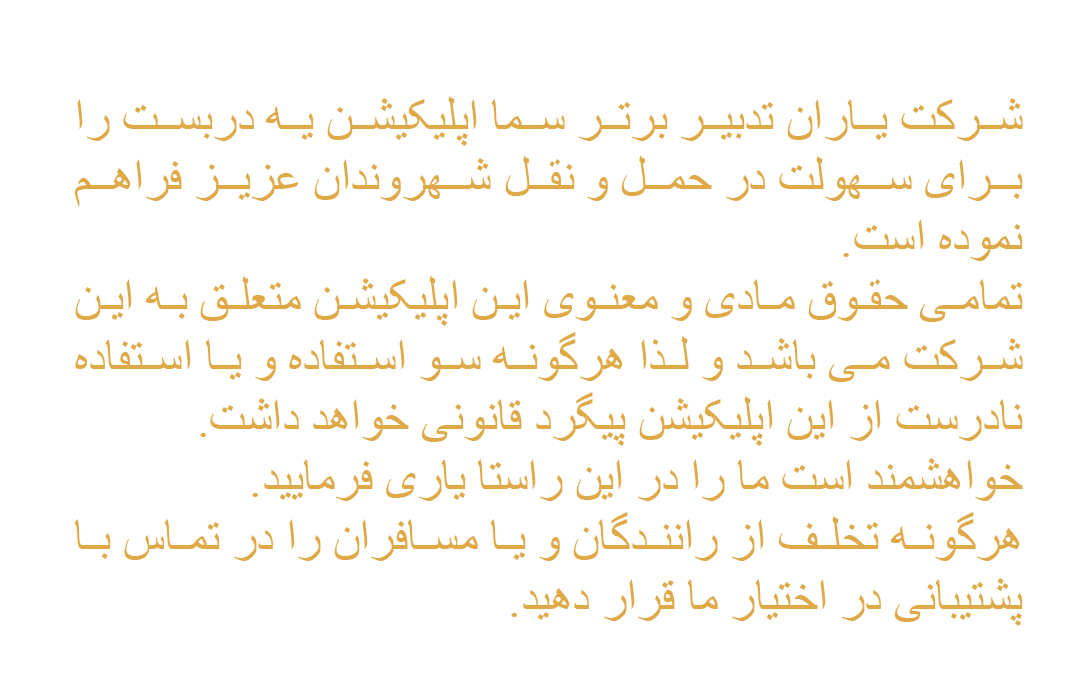 شرکت یاران تدبیر برتر سما اپلیکیشن یه دربست را
برای سهولت در حمل و نقل شهروندان عزیز فراهم
نموده است.
تمامی حقوق مادی و معنوی این اپلیکیشن متعلق به این
شرکت می باشد و لذا هرگونه سو استفاده و یا استفاده
نادرست از این اپلیکیشن پیگرد قانونی خواهد داشت.
خواهشمند است ما را در این راستا یاری فرمایید.
هرگونه تخلف از رانندگان و یا مسافران را در تماس با
پشتیبانی در اختیار ما قرار دهید.